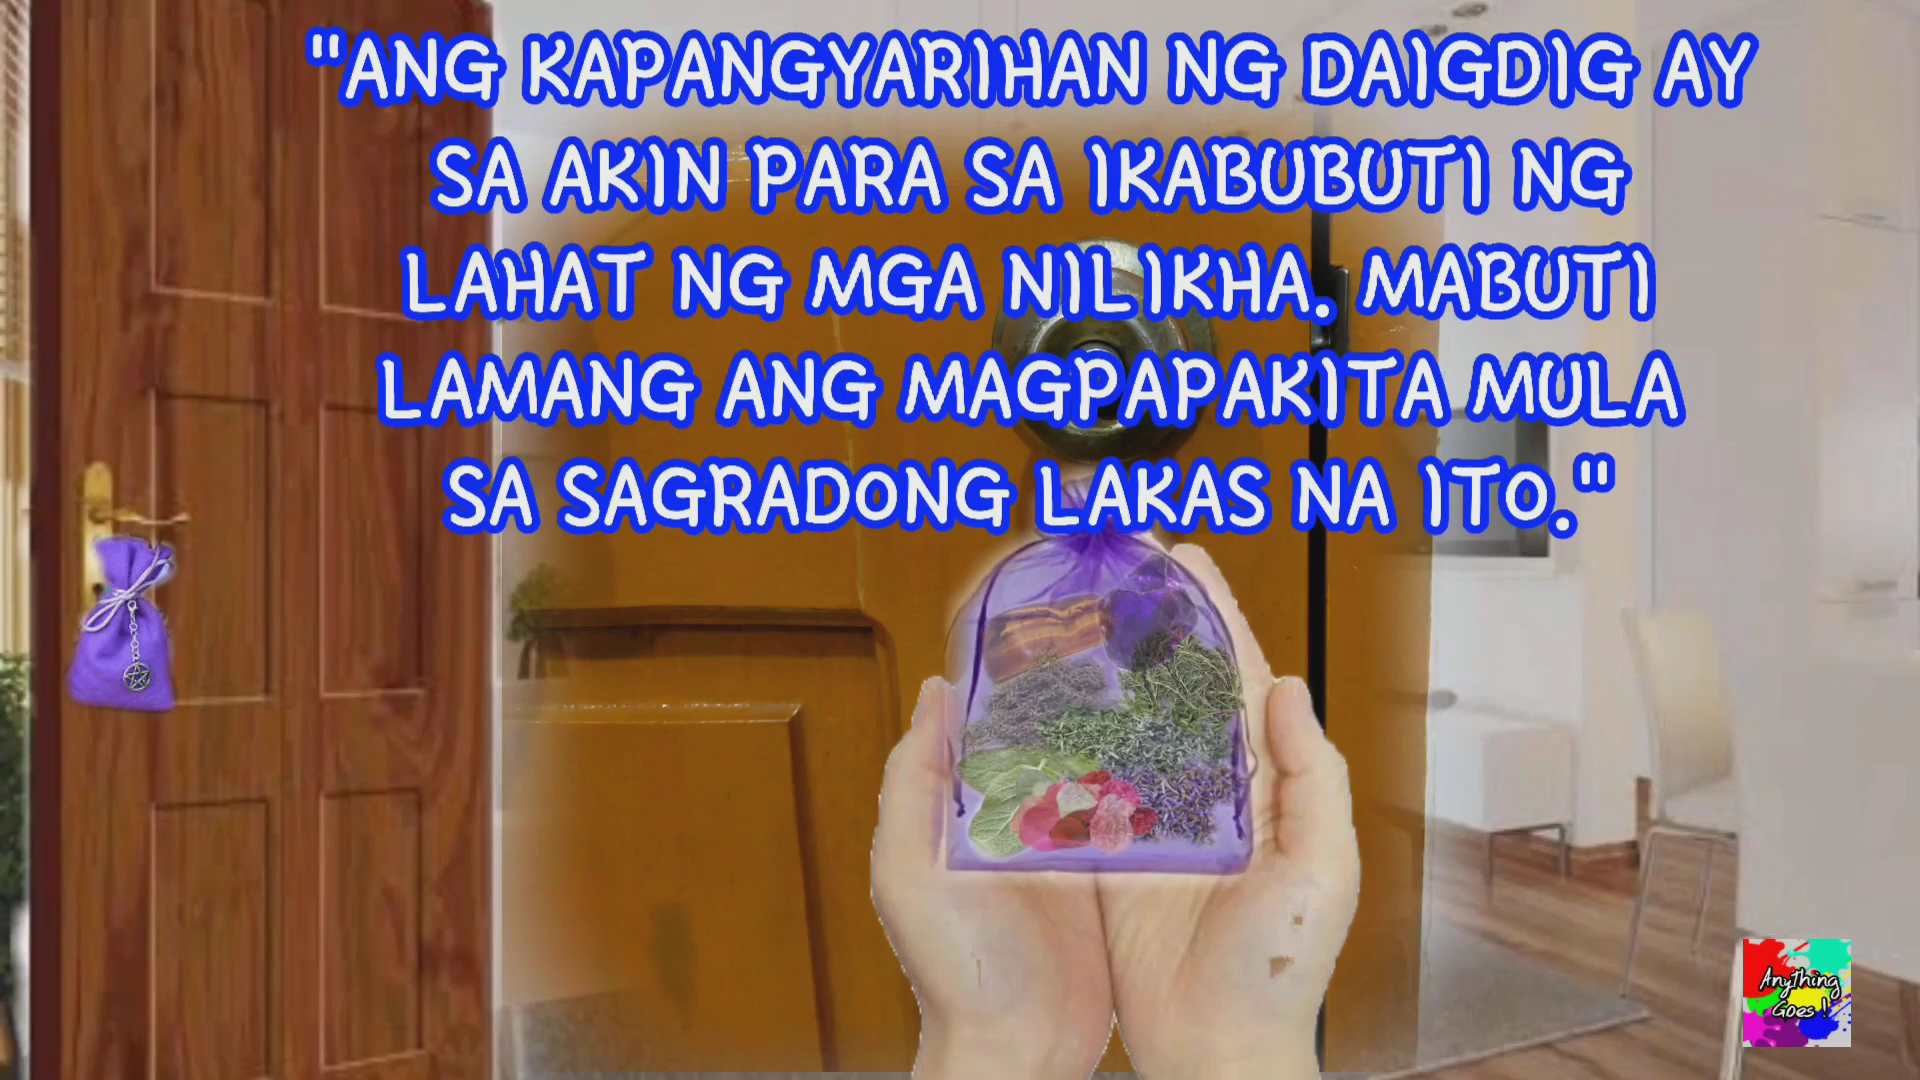 "ANG KAPANGYARIHAN NG DAIGDIG AY
SA AKIN PARA SA IKABUBUTI NG
LAHAT NG MGA NILIKHA. MABUTI
LAMANG ANG MAGPAPAKITA MULA
SA SAGRADONG LAKAS NA ITO."
Anything
Goes!